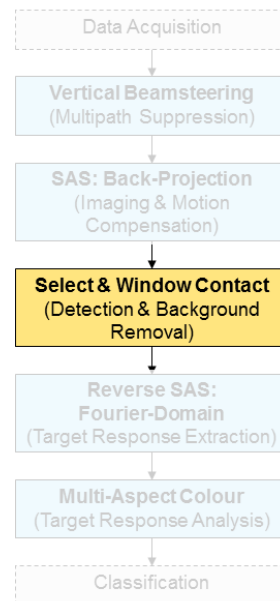 Data Acquisition
Vertical Beamsteering
(Multipath Suppression)
SAS: Back-Projection
(Imaging & Motion
Compensation)
Select & Window Contact
(Detection & Background
Removal)
Reverse SAS:
Fourier-Domain
(Target Response Extraction)
Multi-Aspect Colour
(Target Response Analysis)
Classification